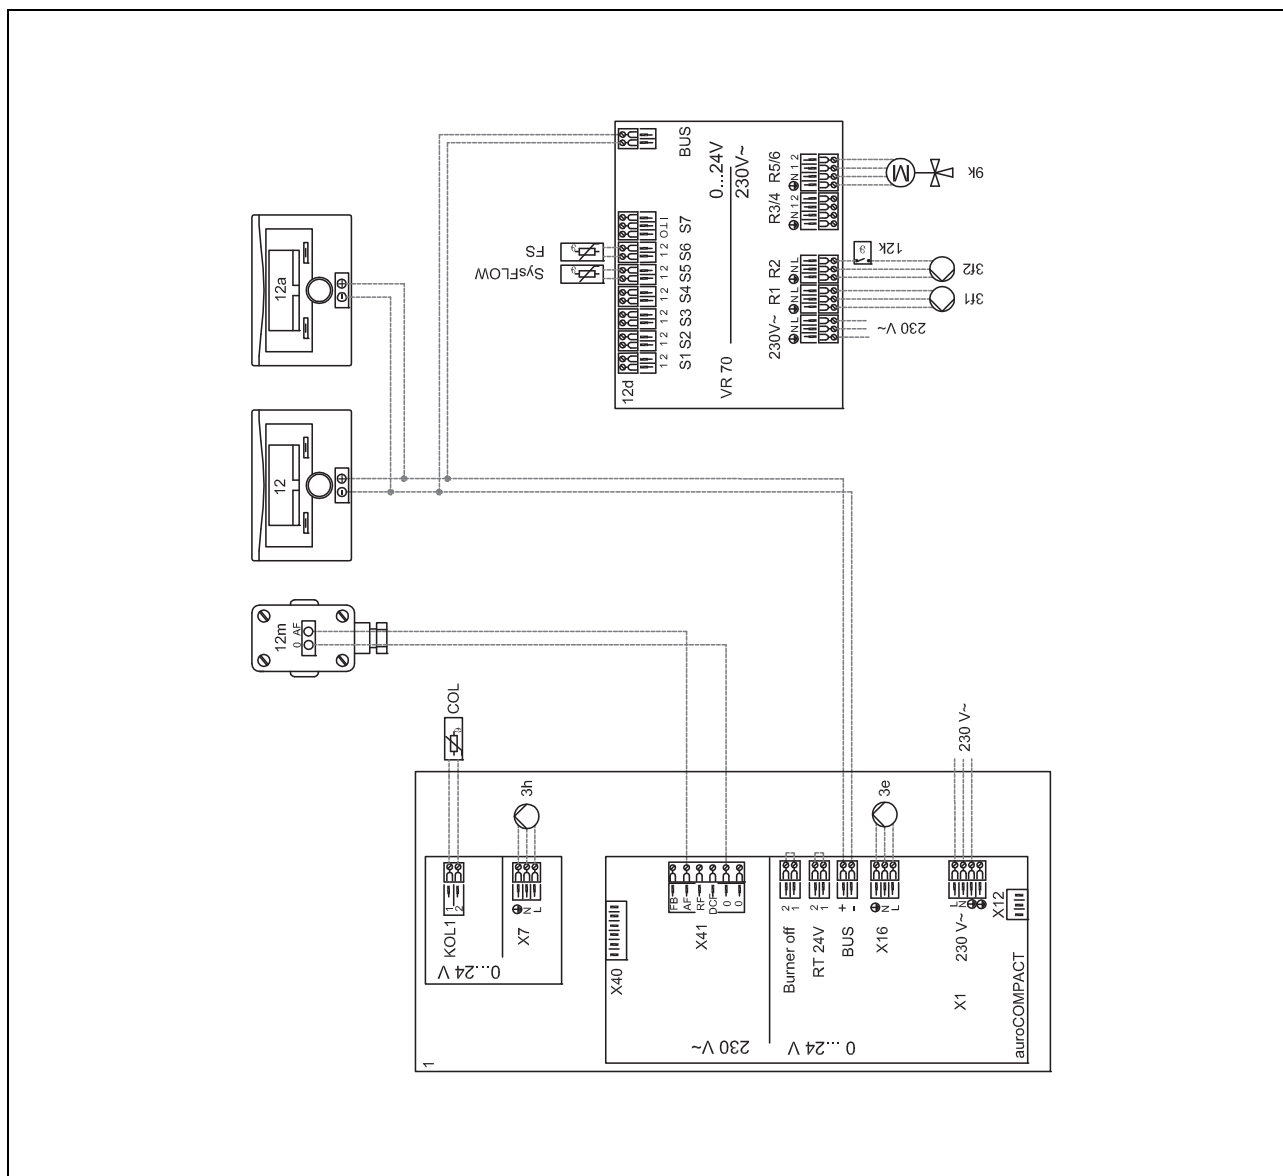 BUS
0...24V
230V~
VR 70
12d
S1 S2 S3 S4 S5 S6 S7
1 2 1 2 1 2 1 2 1 2 1 2 O T I
FS
SysFLOW
230V~ R1 R2 R3/4 R5/6
N L N L N L N 1 2 N 1 2
M
9k
12k
3f2
3f1
230 V~
12a
12
12m
0 AF
COL
3h
3e
230 V~
KOL1
1
2
X7
N
L
0...24 V
X40
X41
FB
AF
RF
DCF
0
0
Burner off
2
1
RT 24V
2
1
BUS
+
-
X16
N
L
230 V~
L
N
X1
X12
auroCOMPACT
230 V~
0...24 V
1